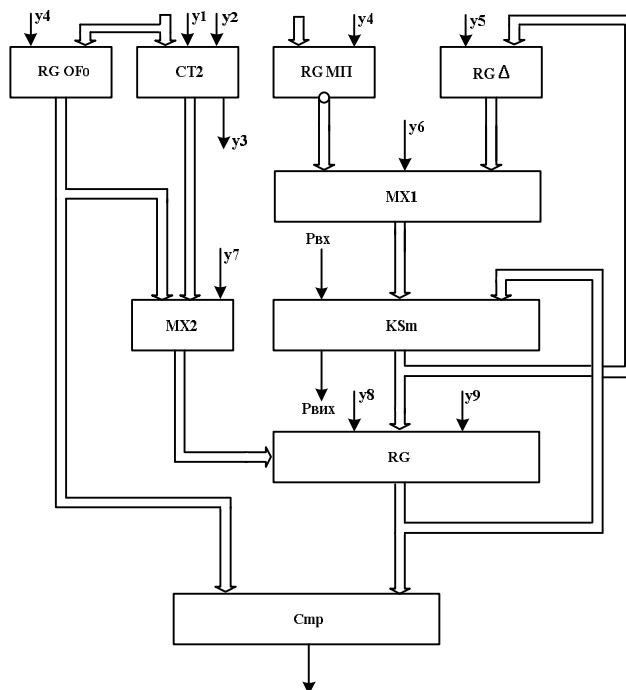 y4
y1
y2
y4
y5
RG OF0
CT2
RG МП
RG Δ
y3
y6
MX1
Pвх
y7
MX2
KSm
Pвих
y8
y9
RG
Cmp